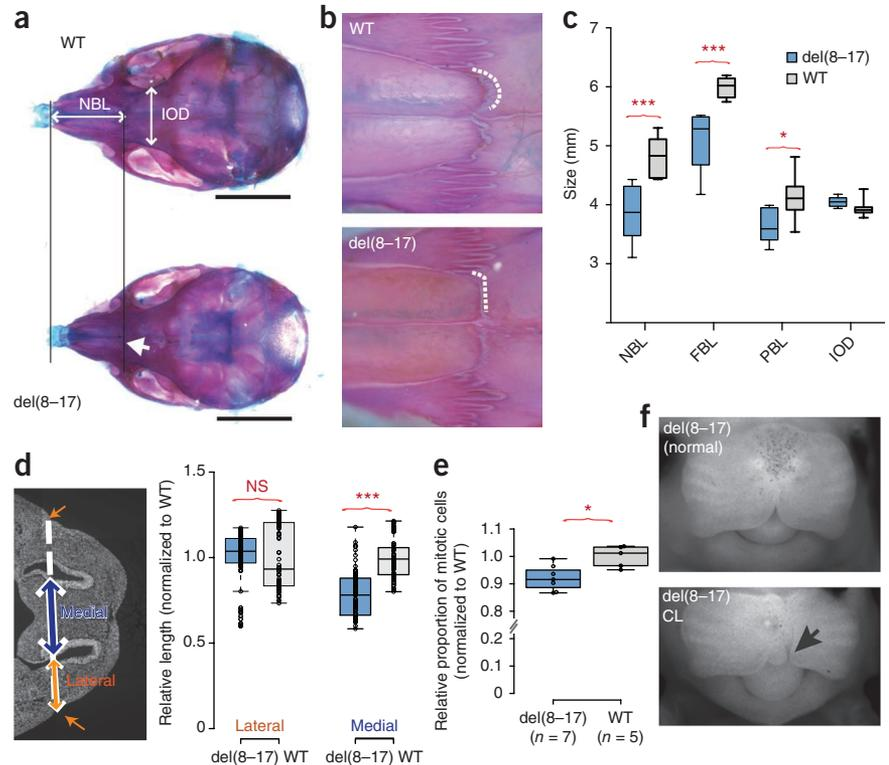 a
WT
NBL
IOD
del(8–17)
b
WT
del(8–17)
c
7
6
5
4
3
Size (mm)
del(8–17)
WT
***
***
*
NBL
FBL
PBL
IOD
d
Medial
Lateral
1.5
1.0
0.5
0
Relative length (normalized to WT)
NS
***
Lateral
Medial
del(8–17) WT
del(8–17) WT
e
Relative proportion of mitotic cells
(normalized to WT)
1.1
1.0
0.9
0.8
0.2
0.1
0
*
del(8–17)
(n = 7)
WT
(n = 5)
f
del(8–17)
(normal)
del(8–17)
CL